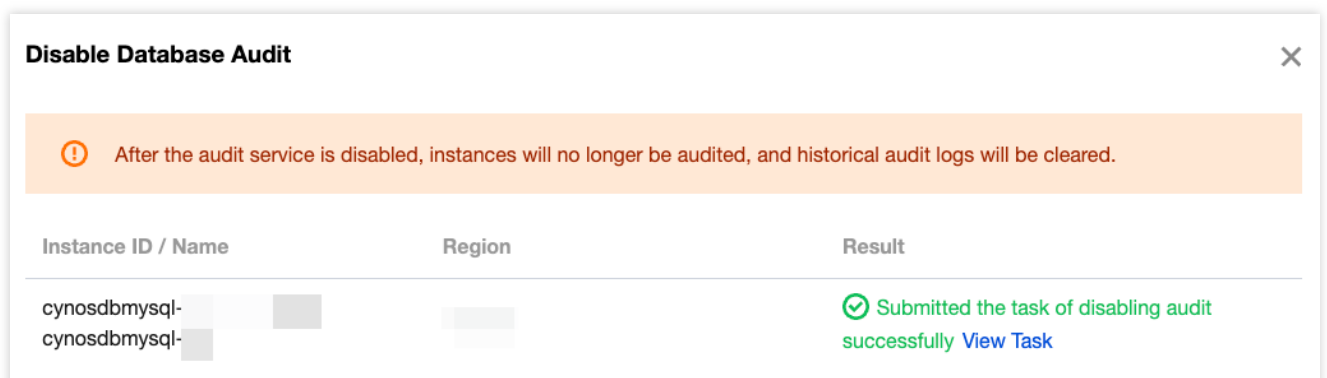 Disable Database Audit
After the audit service is disabled, instances will no longer be audited, and historical audit logs will be cleared.
Instance ID / Name Region Result
cynosdbmysql- Submitted the task of disabling audit
cynosdbmysql- successfully View Task